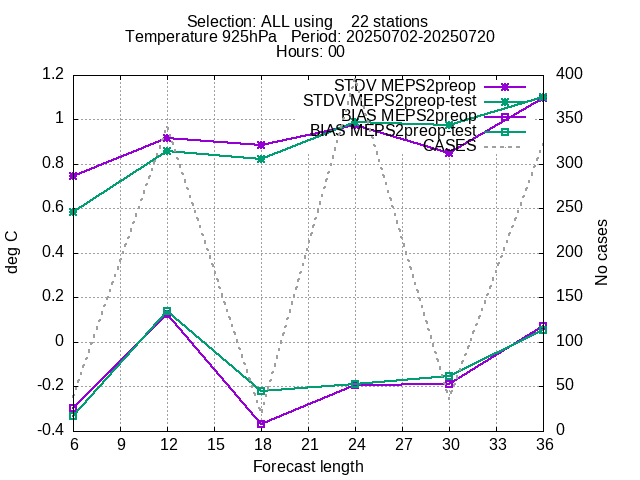 Selection: ALL using    22 stations
Temperature 925hPa   Period: 20250702-20250720
Hours: 00
1.2
1
0.8
0.6
0.4
0.2
0
-0.2
-0.4
deg C
STDV MEPS2preop
STDV MEPS2preop-test
BIAS MEPS2preop
BIAS MEPS2preop-test
CASES
400
350
300
250
200
150
100
50
0
No cases
6 9 12 15 18 21 24 27 30 33 36
Forecast length